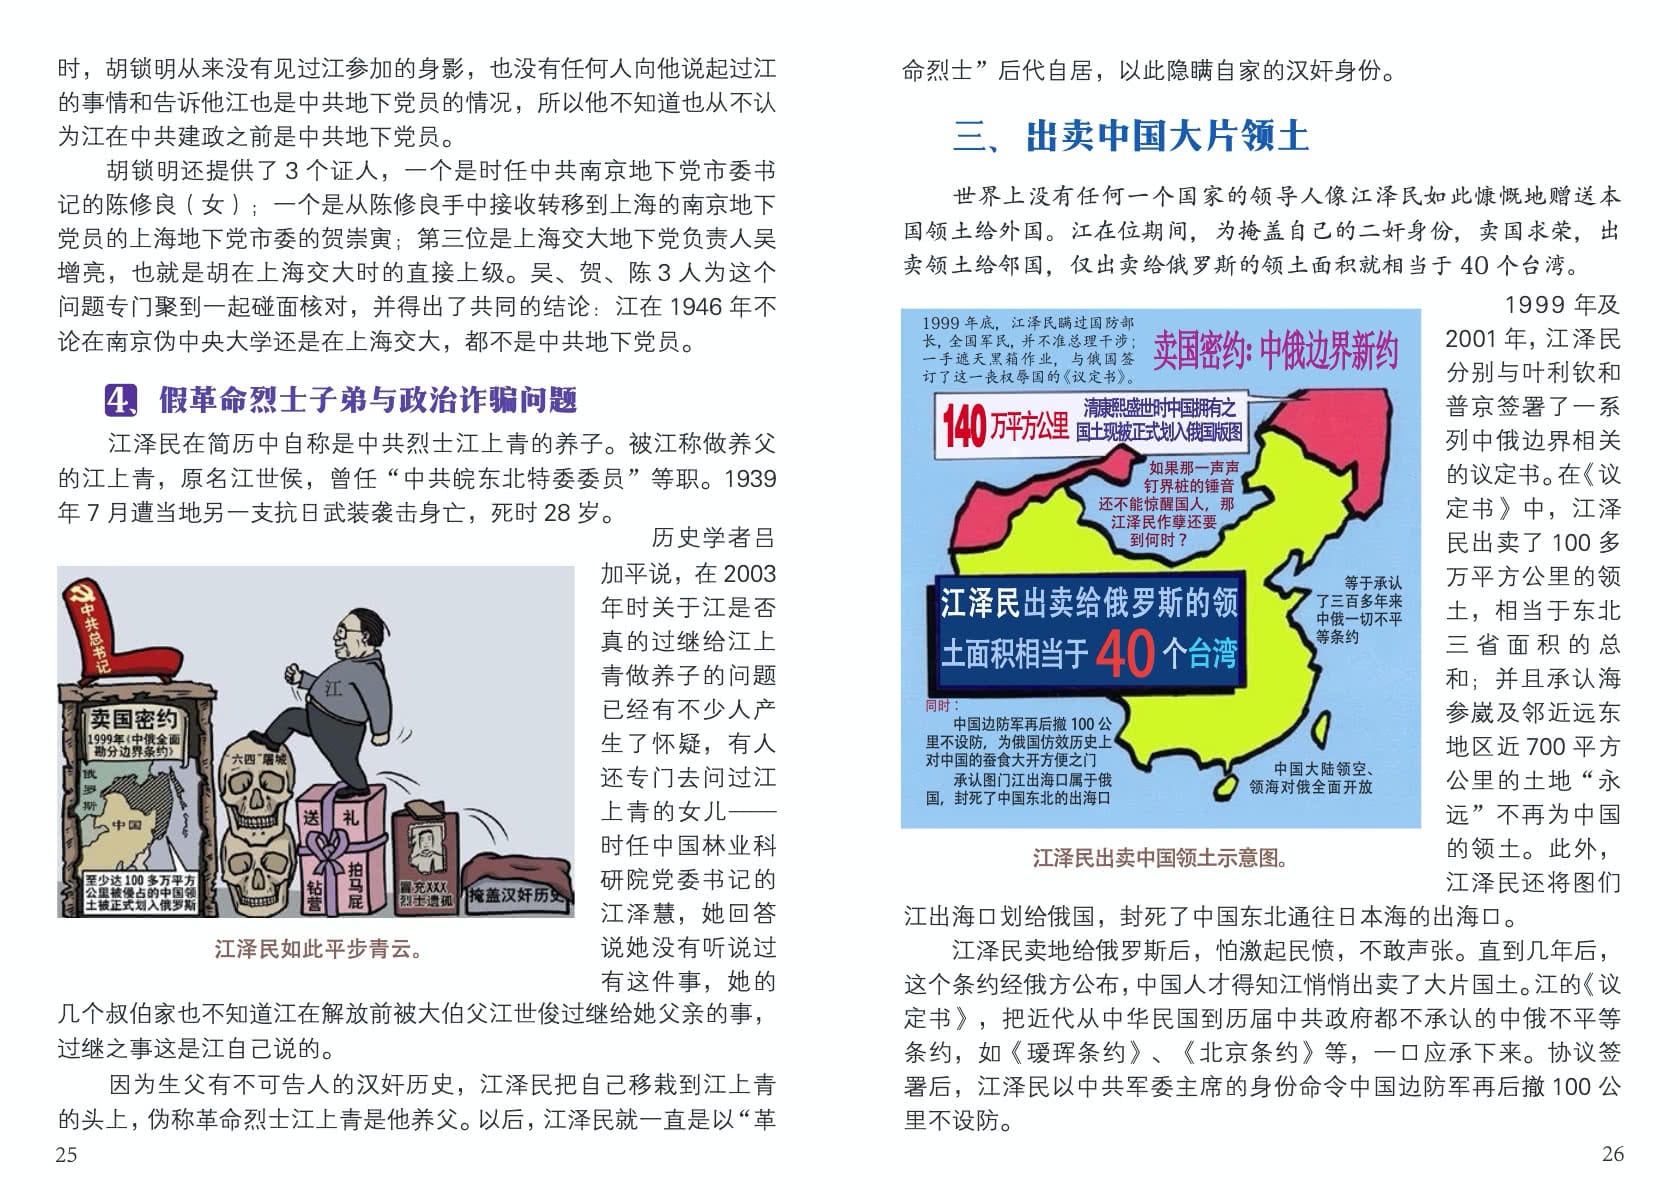 时，胡锁明从来没有见过江参加的身影，也没有任何人向他说起过江
的事情和告诉他江也是中共地下党员的情况，所以他不知道也从不认
为江在中共建政之前是中共地下党员。
胡锁明还提供了 3 个证人，一个是时任中共南京地下党市委书
记的陈修良（女）；一个是从陈修良手中接收转移到上海的南京地下
党员的上海地下党市委的贺崇寅；第三位是上海交大地下党负责人吴
增亮，也就是胡在上海交大时的直接上级。吴、贺、陈 3 人为这个
问题专门聚到一起碰面核对，并得出了共同的结论：江在 1946 年不
论在南京伪中央大学还是在上海交大，都不是中共地下党员。
4、假革命烈士子弟与政治诈骗问题
江泽民在简历中自称是中共烈士江上青的养子。被江称做养父
的江上青，原名江世侯，曾任“中共皖东北特委委员”等职。1939
年 7 月遭当地另一支抗日武装袭击身亡，死时 28 岁。
历史学者吕
加平说，在 2003
年时关于江是否
真的过继给江上
青做养子的问题
已经有不少人产
生了怀疑，有人
还专门去问过江
上青的女儿——
时任中国林业科
研院党委书记的
江泽慧，她回答
说她没有听说过
有这件事，她的
中共总书记
卖国密约
1999年《中俄全面
勘分边界条约》
俄罗斯
中国
至少达 100 多万平方
公里被侵占的中国领
土被正式划入俄罗斯
“六四”屠城
江
送礼
钻营
拍马屁
冒充XXX
烈士遗孤
掩盖汉奸历史
江泽民如此平步青云。
几个叔伯家也不知道江在解放前被大伯父江世俊过继给她父亲的事，
过继之事这是江自己说的。
因为生父有不可告人的汉奸历史，江泽民把自己移栽到江上青
的头上，伪称革命烈士江上青是他养父。以后，江泽民就一直是以“革
25
命烈士”后代自居，以此隐瞒自家的汉奸身份。
三、出卖中国大片领土
世界上没有任何一个国家的领导人像江泽民如此慷慨地赠送本
国领土给外国。江在位期间，为掩盖自己的二奸身份，卖国求荣，出
卖领土给邻国，仅出卖给俄罗斯的领土面积就相当于 40 个台湾。
1999 年底，江泽民瞒过国防部
长，全国军民，并不准总理干涉；
一手遮天黑箱作业，与俄国签
订了这一丧权辱国的《议定书》。
卖国密约：中俄边界新约
140 万平方公里
清康熙盛世时中国拥有之
国土现被正式划入俄国版图
如果那一声声
钉界桩的锤音
还不能惊醒国人，那
江泽民作孽还要
到何时？
江泽民出卖给俄罗斯的领
土面积相当于 40 个台湾
等于承认
了三百多年来
中俄一切不平
等条约
同时：
中国边防军再后撤 100 公
里不设防，为俄国仿效历史上
对中国的蚕食大开方便之门
承认图门江出海口属于俄
国，封死了中国东北的出海口
中国大陆领空、
领海对俄全面开放
江泽民出卖中国领土示意图。
1999 年及
2001 年，江泽民
分别与叶利钦和
普京签署了一系
列中俄边界相关
的议定书。在《议
定书》中，江泽
民出卖了 100 多
万平方公里的领
土，相当于东北
三省面积的总
和；并且承认海
参崴及邻近远东
地区近 700 平方
公里的土地“永
远”不再为中国
的领土。此外，
江泽民还将图们
江出海口划给俄国，封死了中国东北通往日本海的出海口。
江泽民卖地给俄罗斯后，怕激起民愤，不敢声张。直到几年后，
这个条约经俄方公布，中国人才得知江悄悄出卖了大片国土。江的《议
定书》，把近代从中华民国到历届中共政府都不承认的中俄不平等
条约，如《瑷珲条约》、《北京条约》等，一口应承下来。协议签
署后，江泽民以中共军委主席的身份命令中国边防军再后撤 100 公
里不设防。
26